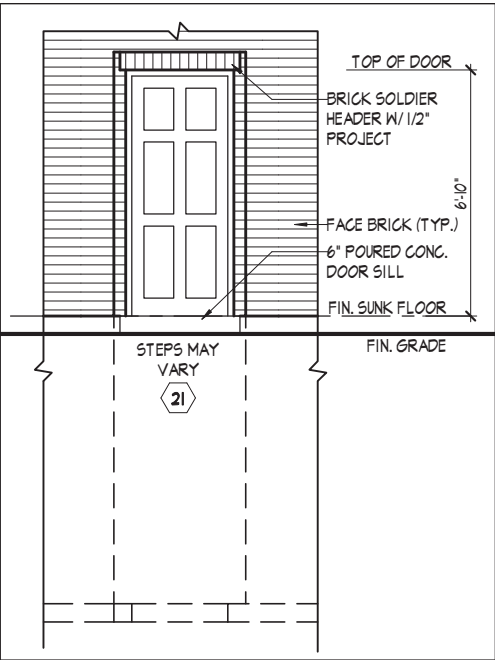 TOP OF DOOR
BRICK SOLDIER
HEADER W/ 1/2"
PROJECT
6'-10"
FACE BRICK (TYP.)
6" POURED CONC.
DOOR SILL
FIN. SUNK FLOOR
FIN. GRADE
STEPS MAY
VARY
21